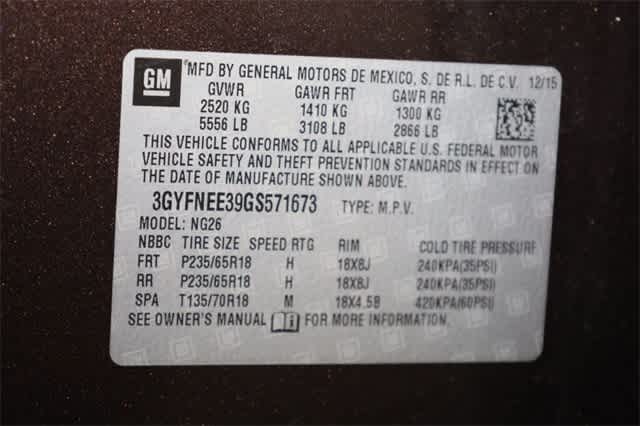 GM MFD BY GENERAL MOTORS DE MEXICO, S. DE R.L. DE C.V. 12/15
GVWR GAWR FRT GAWR RR
2520 KG 1410 KG 1300 KG
5556 LB 3108 LB 2866 LB
THIS VEHICLE CONFORMS TO ALL APPLICABLE U.S. FEDERAL MOTOR
VEHICLE SAFETY AND THEFT PREVENTION STANDARDS IN EFFECT ON
THE DATE OF MANUFACTURE SHOWN ABOVE.
3GYFNEE39GS571673 TYPE: M.P.V.
MODEL: NG26
NBBC TIRE SIZE SPEED RTG RIM COLD TIRE PRESSURE
FRT P235/65R18 H 18X8J 240KPA(35PSI)
RR P235/65R18 H 18X8J 240KPA(35PSI)
SPA T135/70R18 M 18X4.5B 420KPA(60PSI)
SEE OWNER'S MANUAL FOR MORE INFORMATION.